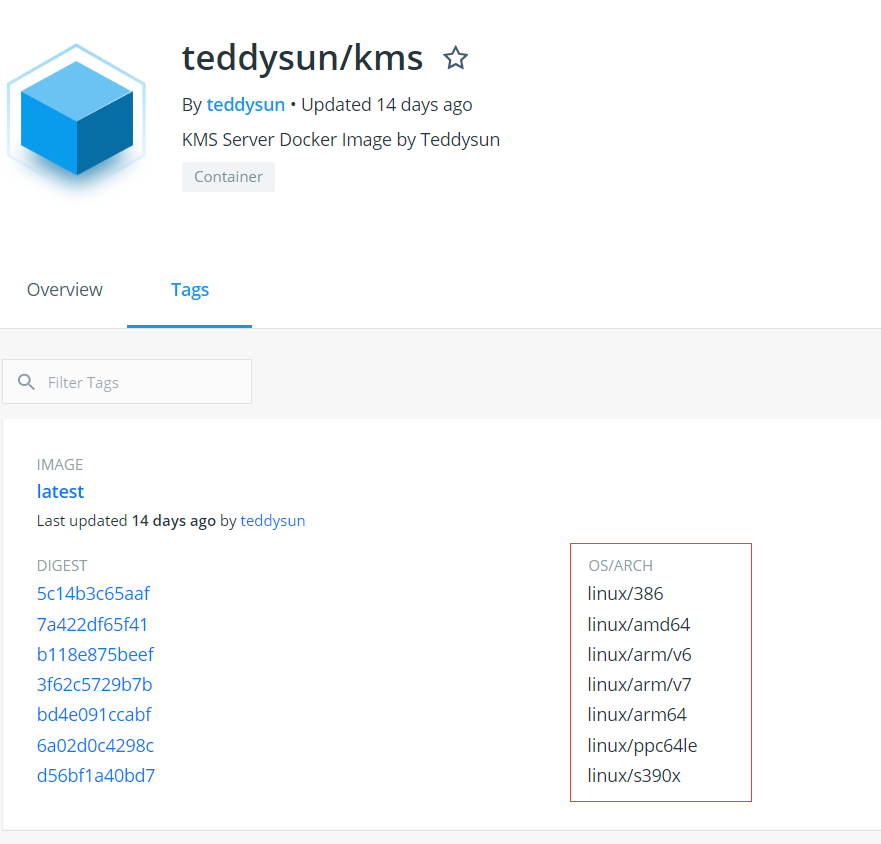 teddysun/kms
By teddysun • Updated 14 days ago
KMS Server Docker Image by Teddysun
Container
Overview Tags
Filter Tags
IMAGE
latest
Last updated 14 days ago by teddysun
DIGEST OS/ARCH
5c14b3c65aaf linux/386
7a422df65f41 linux/amd64
b118e875beef linux/arm/v6
3f62c5729b7b linux/arm/v7
bd4e091ccabf linux/arm64
6a02d0c4298c linux/ppc64le
d56bf1a40bd7 linux/s390x